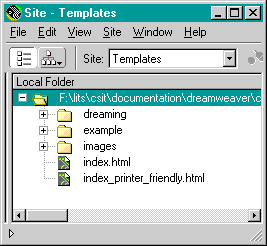 Site - Templates
File Edit View Site Window Help
Site: Templates
Local Folder
F:\lits\csit\documentation\dreamweaver\c
dreaming
example
images
index.html
index_printer_friendly.html